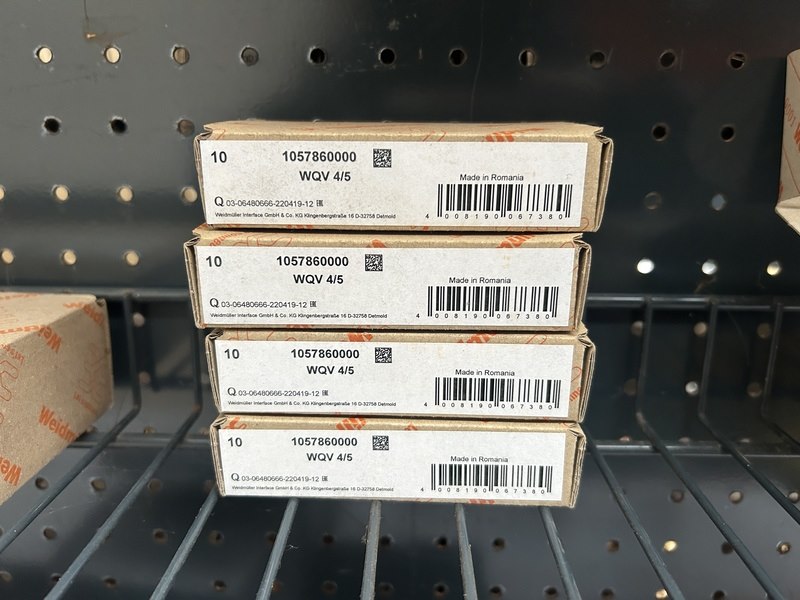 10 1057860000
WQV 4/5
Made in Romania
Q 03-06480666-220419-12
4 008190 067380
Weidmüller Interface GmbH & Co. KG Klingenbergstraße 16 D-32758 Detmold
10 1057860000
WQV 4/5
Made in Romania
Q 03-06480666-220419-12
4 008190 067380
Weidmüller Interface GmbH & Co. KG Klingenbergstraße 16 D-32758 Detmold
10 1057860000
WQV 4/5
Made in Romania
Q 03-06480666-220419-12
4 008190 067380
Weidmüller Interface GmbH & Co. KG Klingenbergstraße 16 D-32758 Detmold
10 1057860000
WQV 4/5
Made in Romania
Q 03-06480666-220419-12
4 008190 067380
Weidmüller Interface GmbH & Co. KG Klingenbergstraße 16 D-32758 Detmold